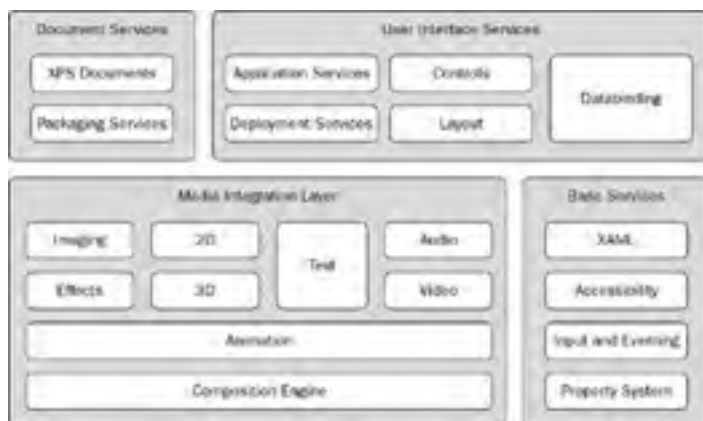 Document Services
XPS Documents
Packaging Services
User Interface Services
Application Services
Controls
Databinding
Deployment Services
Layout
Media Integration Layer
Imaging
2D
Text
Audio
Effects
3D
Video
Animation
Composition Engine
Base Services
XAML
Accessibility
Input and Eventing
Property System